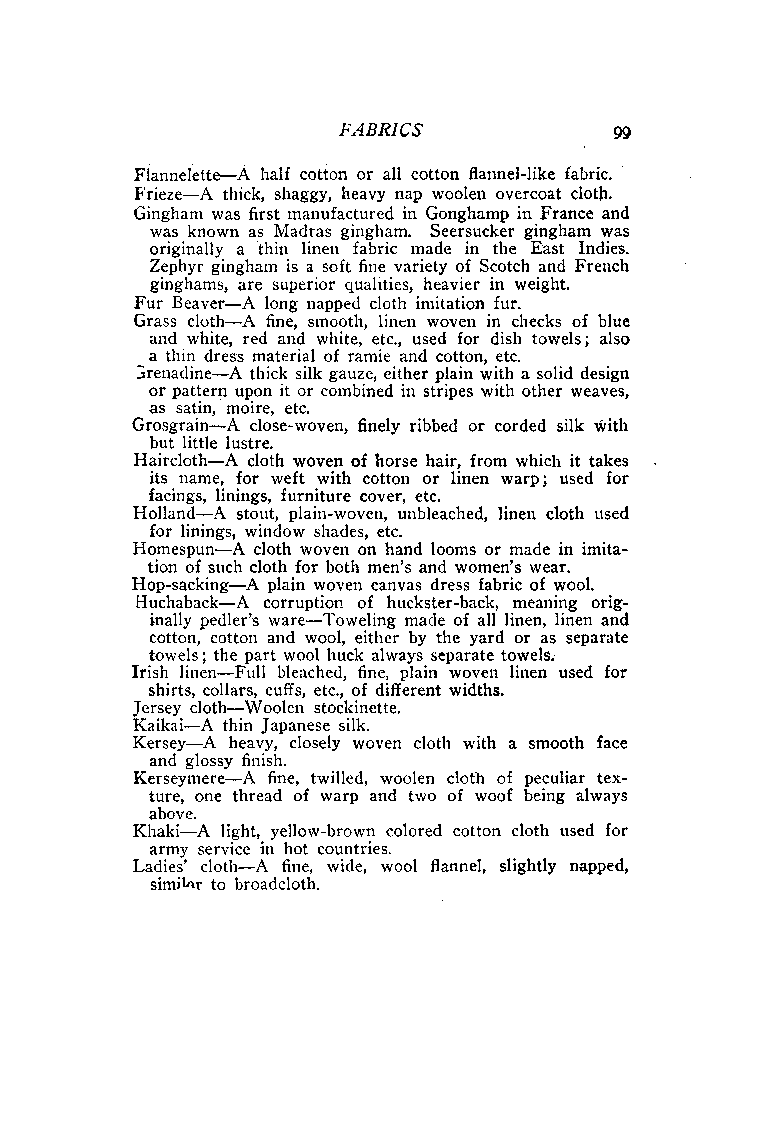 FABRICS 99
Flannelette—A half cotton or all cotton flannel-like fabric.
Frieze—A thick, shaggy, heavy nap woolen overcoat cloth.
Gingham was first manufactured in Gonghamp in France and
was known as Madras gingham. Seersucker gingham was
originally a thin linen fabric made in the East Indies.
Zephyr gingham is a soft fine variety of Scotch and French
ginghams, are superior qualities, heavier in weight.
Fur Beaver—A long napped cloth imitation fur.
Grass cloth—A fine, smooth, linen woven in checks of blue
and white, red and white, etc., used for dish towels; also
a thin dress material of ramie and cotton, etc.
Grenadine—A thick silk gauze, either plain with a solid design
or pattern upon it or combined in stripes with other weaves,
as satin, moire, etc.
Grosgrain—A close-woven, finely ribbed or corded silk with
but little lustre.
Haircloth—A cloth woven of horse hair, from which it takes
its name, for weft with cotton or linen warp; used for
facings, linings, furniture cover, etc.
Holland—A stout, plain-woven, unbleached, linen cloth used
for linings, window shades, etc.
Homespun—A cloth woven on hand looms or made in imita-
tion of such cloth for both men's and women's wear.
Hop-sacking—A plain woven canvas dress fabric of wool.
Huchaback—A corruption of huckster-back, meaning orig-
inally pedler's ware—Toweling made of all linen, linen and
cotton, cotton and wool, either by the yard or as separate
towels; the part wool huck always separate towels.
Irish linen—Full bleached, fine, plain woven linen used for
shirts, collars, cuffs, etc., of different widths.
Jersey cloth—Woolen stockinette.
Kaikai—A thin Japanese silk.
Kersey—A heavy, closely woven cloth with a smooth face
and glossy finish.
Kerseymere—A fine, twilled, woolen cloth of peculiar tex-
ture, one thread of warp and two of woof being always
above.
Khaki—A light, yellow-brown colored cotton cloth used for
army service in hot countries.
Ladies' cloth—A fine, wide, wool flannel, slightly napped,
similar to broadcloth.